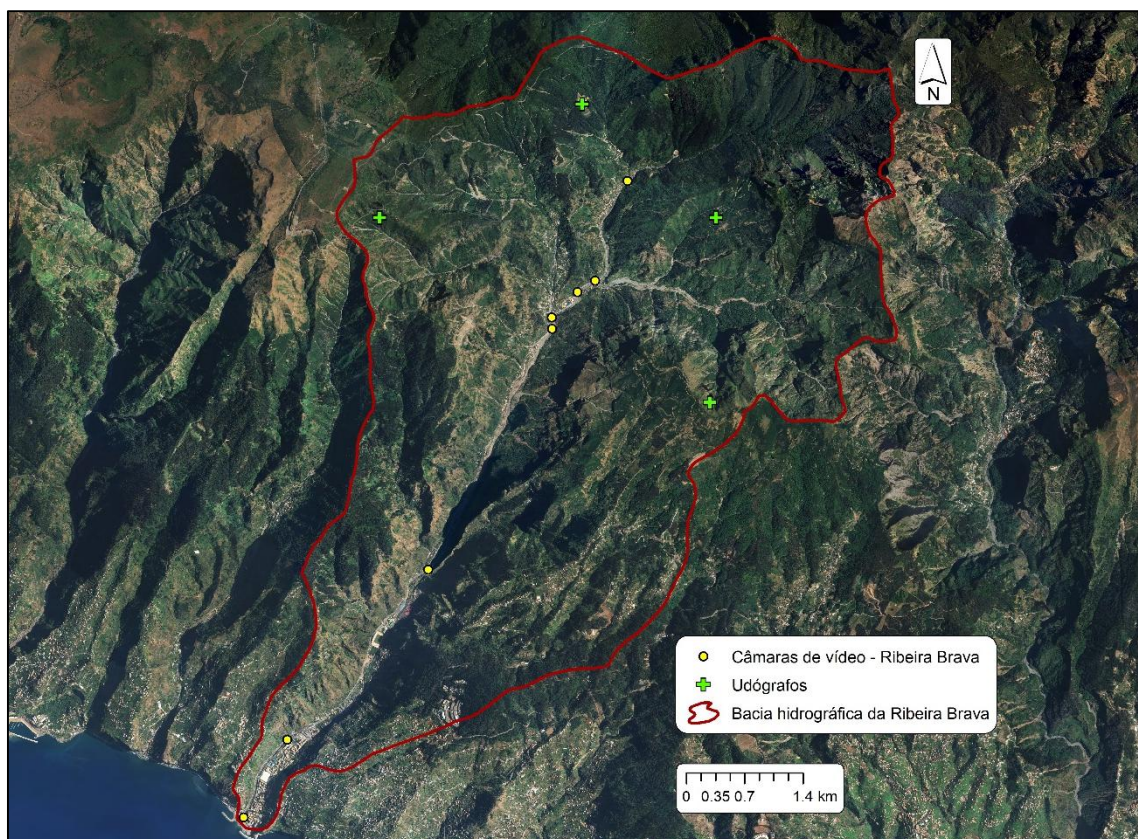 N
Câmaras de vídeo - Ribeira Brava
Udógrafos
Bacia hidrográfica da Ribeira Brava
0 0.35 0.7 1.4 km